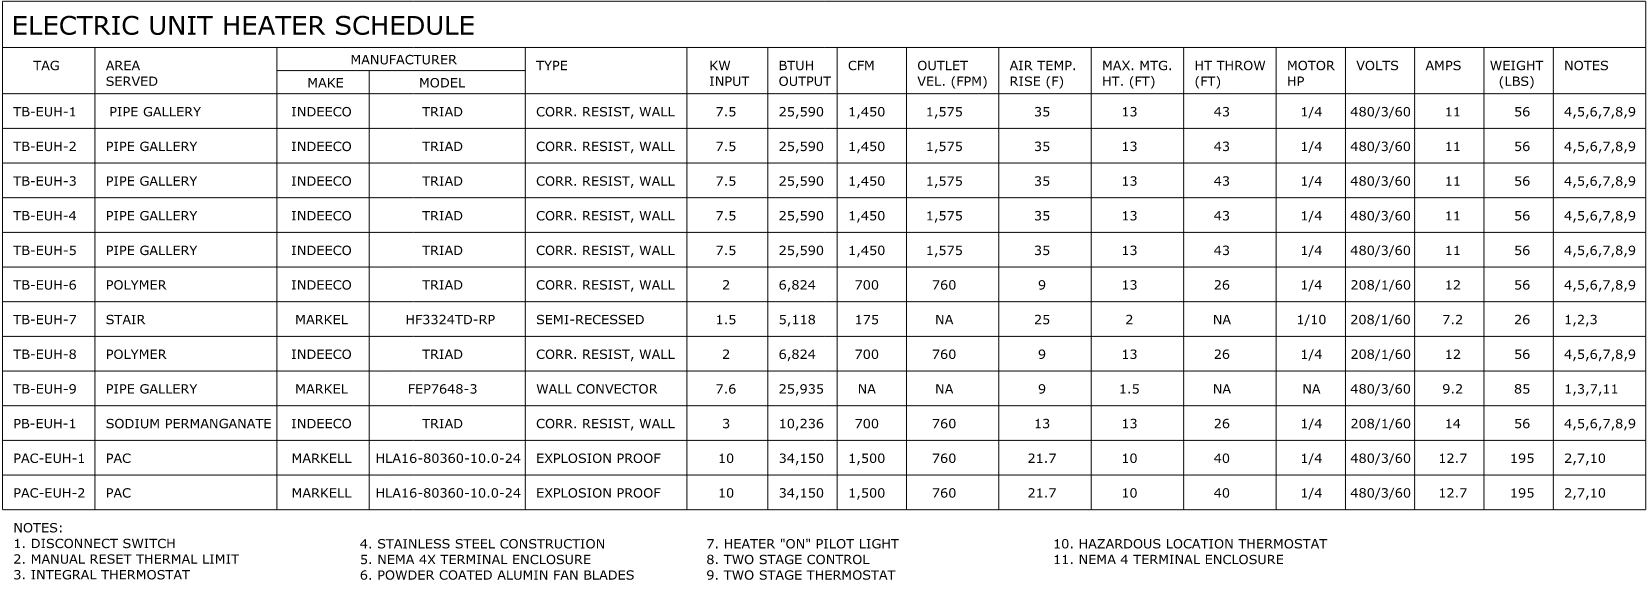 ELECTRIC UNIT HEATER SCHEDULE
TAG AREA SERVED MANUFACTURER TYPE KW INPUT BTUH OUTPUT CFM OUTLET VEL. (FPM) AIR TEMP. RISE (F) MAX. MTG. HT. (FT) HT THROW (FT) MOTOR HP VOLTS AMPS WEIGHT (LBS) NOTES
MAKE MODEL
TB-EUH-1 PIPE GALLERY INDEECO TRIAD CORR. RESIST, WALL 7.5 25,590 1,450 1,575 35 13 43 1/4 480/3/60 11 56 4,5,6,7,8,9
TB-EUH-2 PIPE GALLERY INDEECO TRIAD CORR. RESIST, WALL 7.5 25,590 1,450 1,575 35 13 43 1/4 480/3/60 11 56 4,5,6,7,8,9
TB-EUH-3 PIPE GALLERY INDEECO TRIAD CORR. RESIST, WALL 7.5 25,590 1,450 1,575 35 13 43 1/4 480/3/60 11 56 4,5,6,7,8,9
TB-EUH-4 PIPE GALLERY INDEECO TRIAD CORR. RESIST, WALL 7.5 25,590 1,450 1,575 35 13 43 1/4 480/3/60 11 56 4,5,6,7,8,9
TB-EUH-5 PIPE GALLERY INDEECO TRIAD CORR. RESIST, WALL 7.5 25,590 1,450 1,575 35 13 43 1/4 480/3/60 11 56 4,5,6,7,8,9
TB-EUH-6 POLYMER INDEECO TRIAD CORR. RESIST, WALL 2 6,824 700 760 9 13 26 1/4 208/1/60 12 56 4,5,6,7,8,9
TB-EUH-7 STAIR MARKEL HF3324TD-RP SEMI-RECESSED 1.5 5,118 175 NA 25 2 NA 1/10 208/1/60 7.2 26 1,2,3
TB-EUH-8 POLYMER INDEECO TRIAD CORR. RESIST, WALL 2 6,824 700 760 9 13 26 1/4 208/1/60 12 56 4,5,6,7,8,9
TB-EUH-9 PIPE GALLERY MARKEL FEP7648-3 WALL CONVECTOR 7.6 25,935 NA NA 9 1.5 NA NA 480/3/60 9.2 85 1,3,7,11
PB-EUH-1 SODIUM PERMANGANATE INDEECO TRIAD CORR. RESIST, WALL 3 10,236 700 760 13 13 26 1/4 208/1/60 14 56 4,5,6,7,8,9
PAC-EUH-1 PAC MARKELL HLA16-80360-10.0-24 EXPLOSION PROOF 10 34,150 1,500 760 21.7 10 40 1/4 480/3/60 12.7 195 2,7,10
PAC-EUH-2 PAC MARKELL HLA16-80360-10.0-24 EXPLOSION PROOF 10 34,150 1,500 760 21.7 10 40 1/4 480/3/60 12.7 195 2,7,10
NOTES:
1. DISCONNECT SWITCH
2. MANUAL RESET THERMAL LIMIT
3. INTEGRAL THERMOSTAT
4. STAINLESS STEEL CONSTRUCTION
5. NEMA 4X TERMINAL ENCLOSURE
6. POWDER COATED ALUMIN FAN BLADES
7. HEATER "ON" PILOT LIGHT
8. TWO STAGE CONTROL
9. TWO STAGE THERMOSTAT
10. HAZARDOUS LOCATION THERMOSTAT
11. NEMA 4 TERMINAL ENCLOSURE